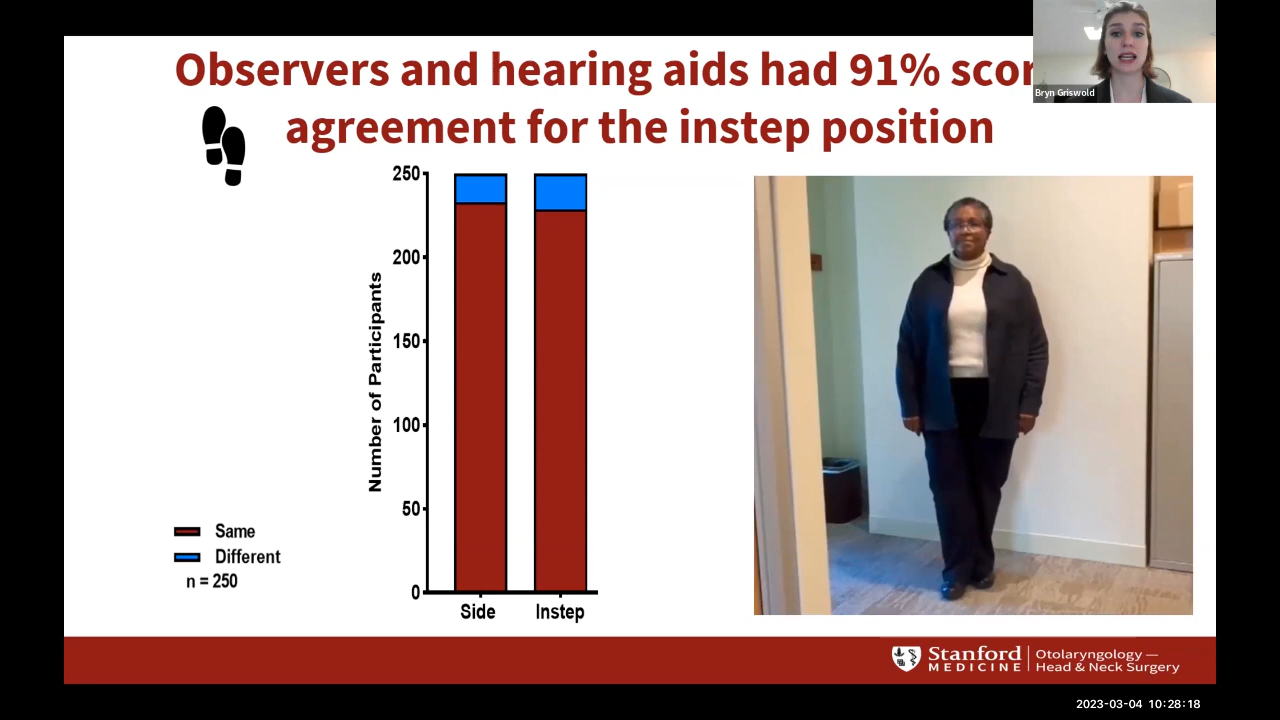 Observers and hearing aids had 91% scor
agreement for the instep position
Bryn Griswold
250
200
150
100
50
0
Number of Participants
Side
Instep
Same
Different
n = 250
Stanford
MEDICINE
Otolaryngology —
Head & Neck Surgery
2023-03-04 10:28:18